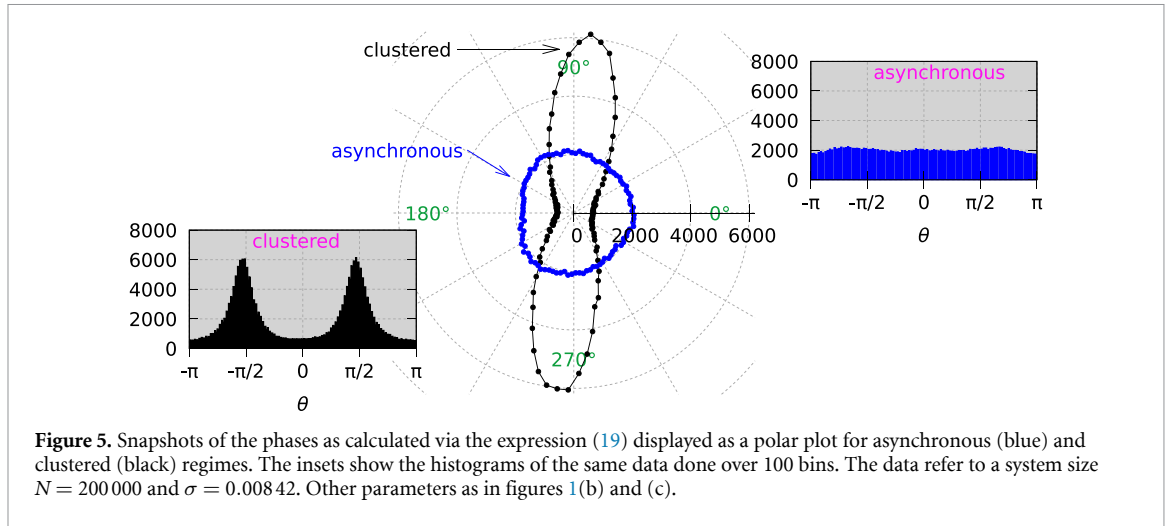 clustered
90°
asynchronous
180°
0°
0 2000 4000 6000
270°
8000
6000
4000
2000
0
asynchronous
-π -π/2 0 π/2 π
θ
8000
6000
4000
2000
0
clustered
-π -π/2 0 π/2 π
θ
Figure 5. Snapshots of the phases as calculated via the expression (19) displayed as a polar plot for asynchronous (blue) and
clustered (black) regimes. The insets show the histograms of the same data done over 100 bins. The data refer to a system size
N = 200 000 and σ = 0.008 42. Other parameters as in figures 1(b) and (c).